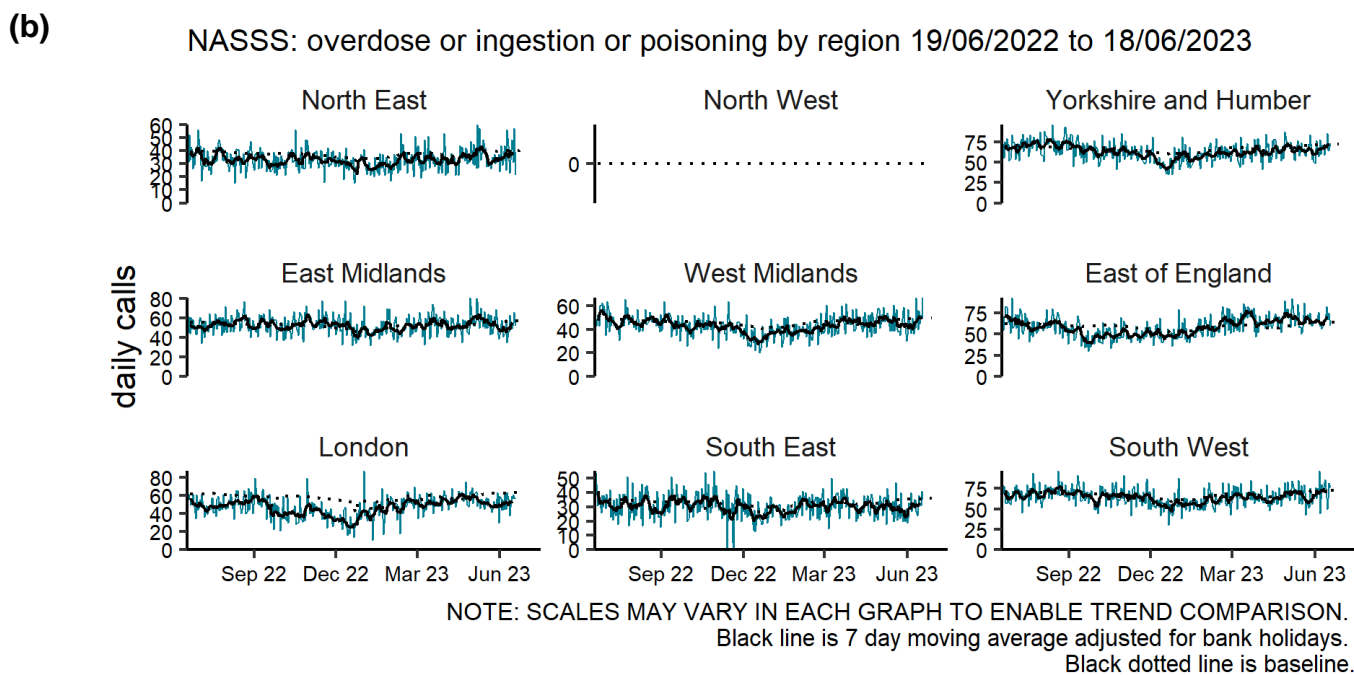 (b)
NASSS: overdose or ingestion or poisoning by region 19/06/2022 to 18/06/2023
daily calls
North East
60
50
40
30
20
10
0
North West
0
Yorkshire and Humber
75
50
25
0
East Midlands
80
60
40
20
0
West Midlands
60
40
20
0
East of England
75
50
25
0
London
80
60
40
20
0
South East
50
40
30
20
10
0
South West
75
50
25
0
Sep 22 Dec 22 Mar 23 Jun 23
Sep 22 Dec 22 Mar 23 Jun 23
Sep 22 Dec 22 Mar 23 Jun 23
NOTE: SCALES MAY VARY IN EACH GRAPH TO ENABLE TREND COMPARISON.
Black line is 7 day moving average adjusted for bank holidays.
Black dotted line is baseline.